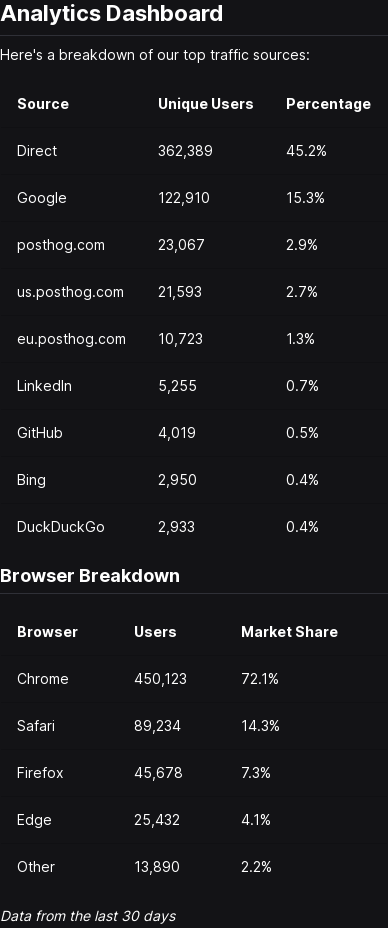 Analytics Dashboard
Here's a breakdown of our top traffic sources:
Source Unique Users Percentage
Direct 362,389 45.2%
Google 122,910 15.3%
posthog.com 23,067 2.9%
us.posthog.com 21,593 2.7%
eu.posthog.com 10,723 1.3%
LinkedIn 5,255 0.7%
GitHub 4,019 0.5%
Bing 2,950 0.4%
DuckDuckGo 2,933 0.4%
Browser Breakdown
Browser Users Market Share
Chrome 450,123 72.1%
Safari 89,234 14.3%
Firefox 45,678 7.3%
Edge 25,432 4.1%
Other 13,890 2.2%
Data from the last 30 days